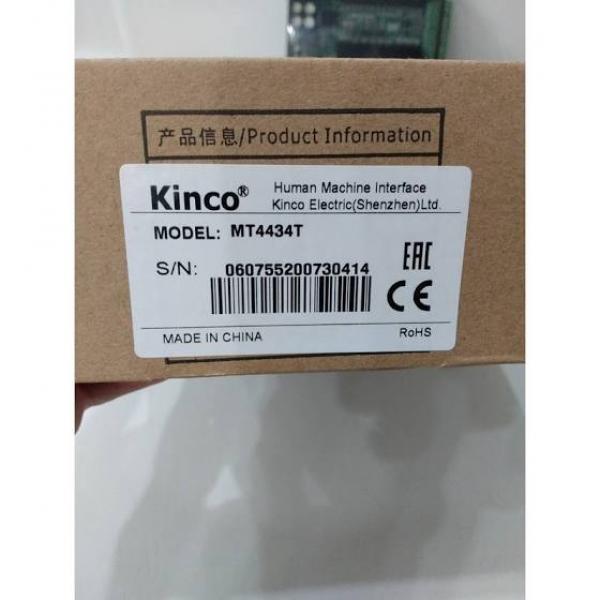 产品信息/Product Information
Kinco®
Human Machine Interface
Kinco Electric(Shenzhen)Ltd.
MODEL: MT4434T
S/N: 060755200730414
EAC
CE
MADE IN CHINA
RoHS